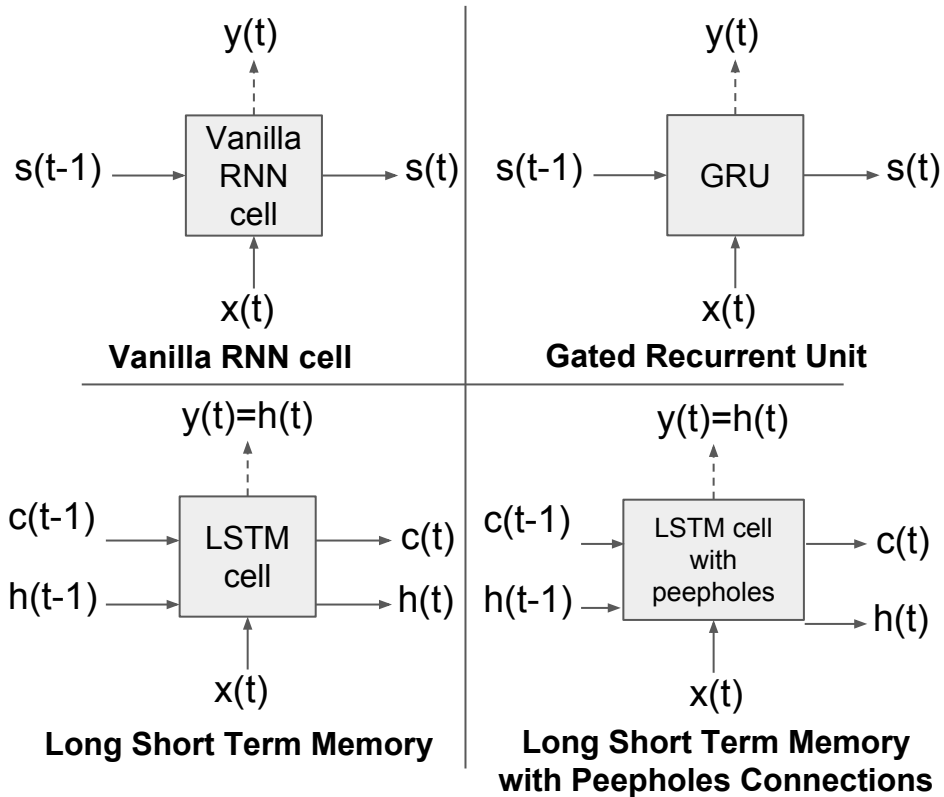 y(t)
Vanilla
RNN
cell
s(t-1)
s(t)
x(t)
Vanilla RNN cell
y(t)
GRU
s(t-1)
s(t)
x(t)
Gated Recurrent Unit
y(t)=h(t)
c(t-1)
LSTM
cell
c(t)
h(t-1)
h(t)
x(t)
Long Short Term Memory
y(t)=h(t)
c(t-1)
LSTM cell
with
peepholes
c(t)
h(t-1)
h(t)
x(t)
Long Short Term Memory
with Peepholes Connections